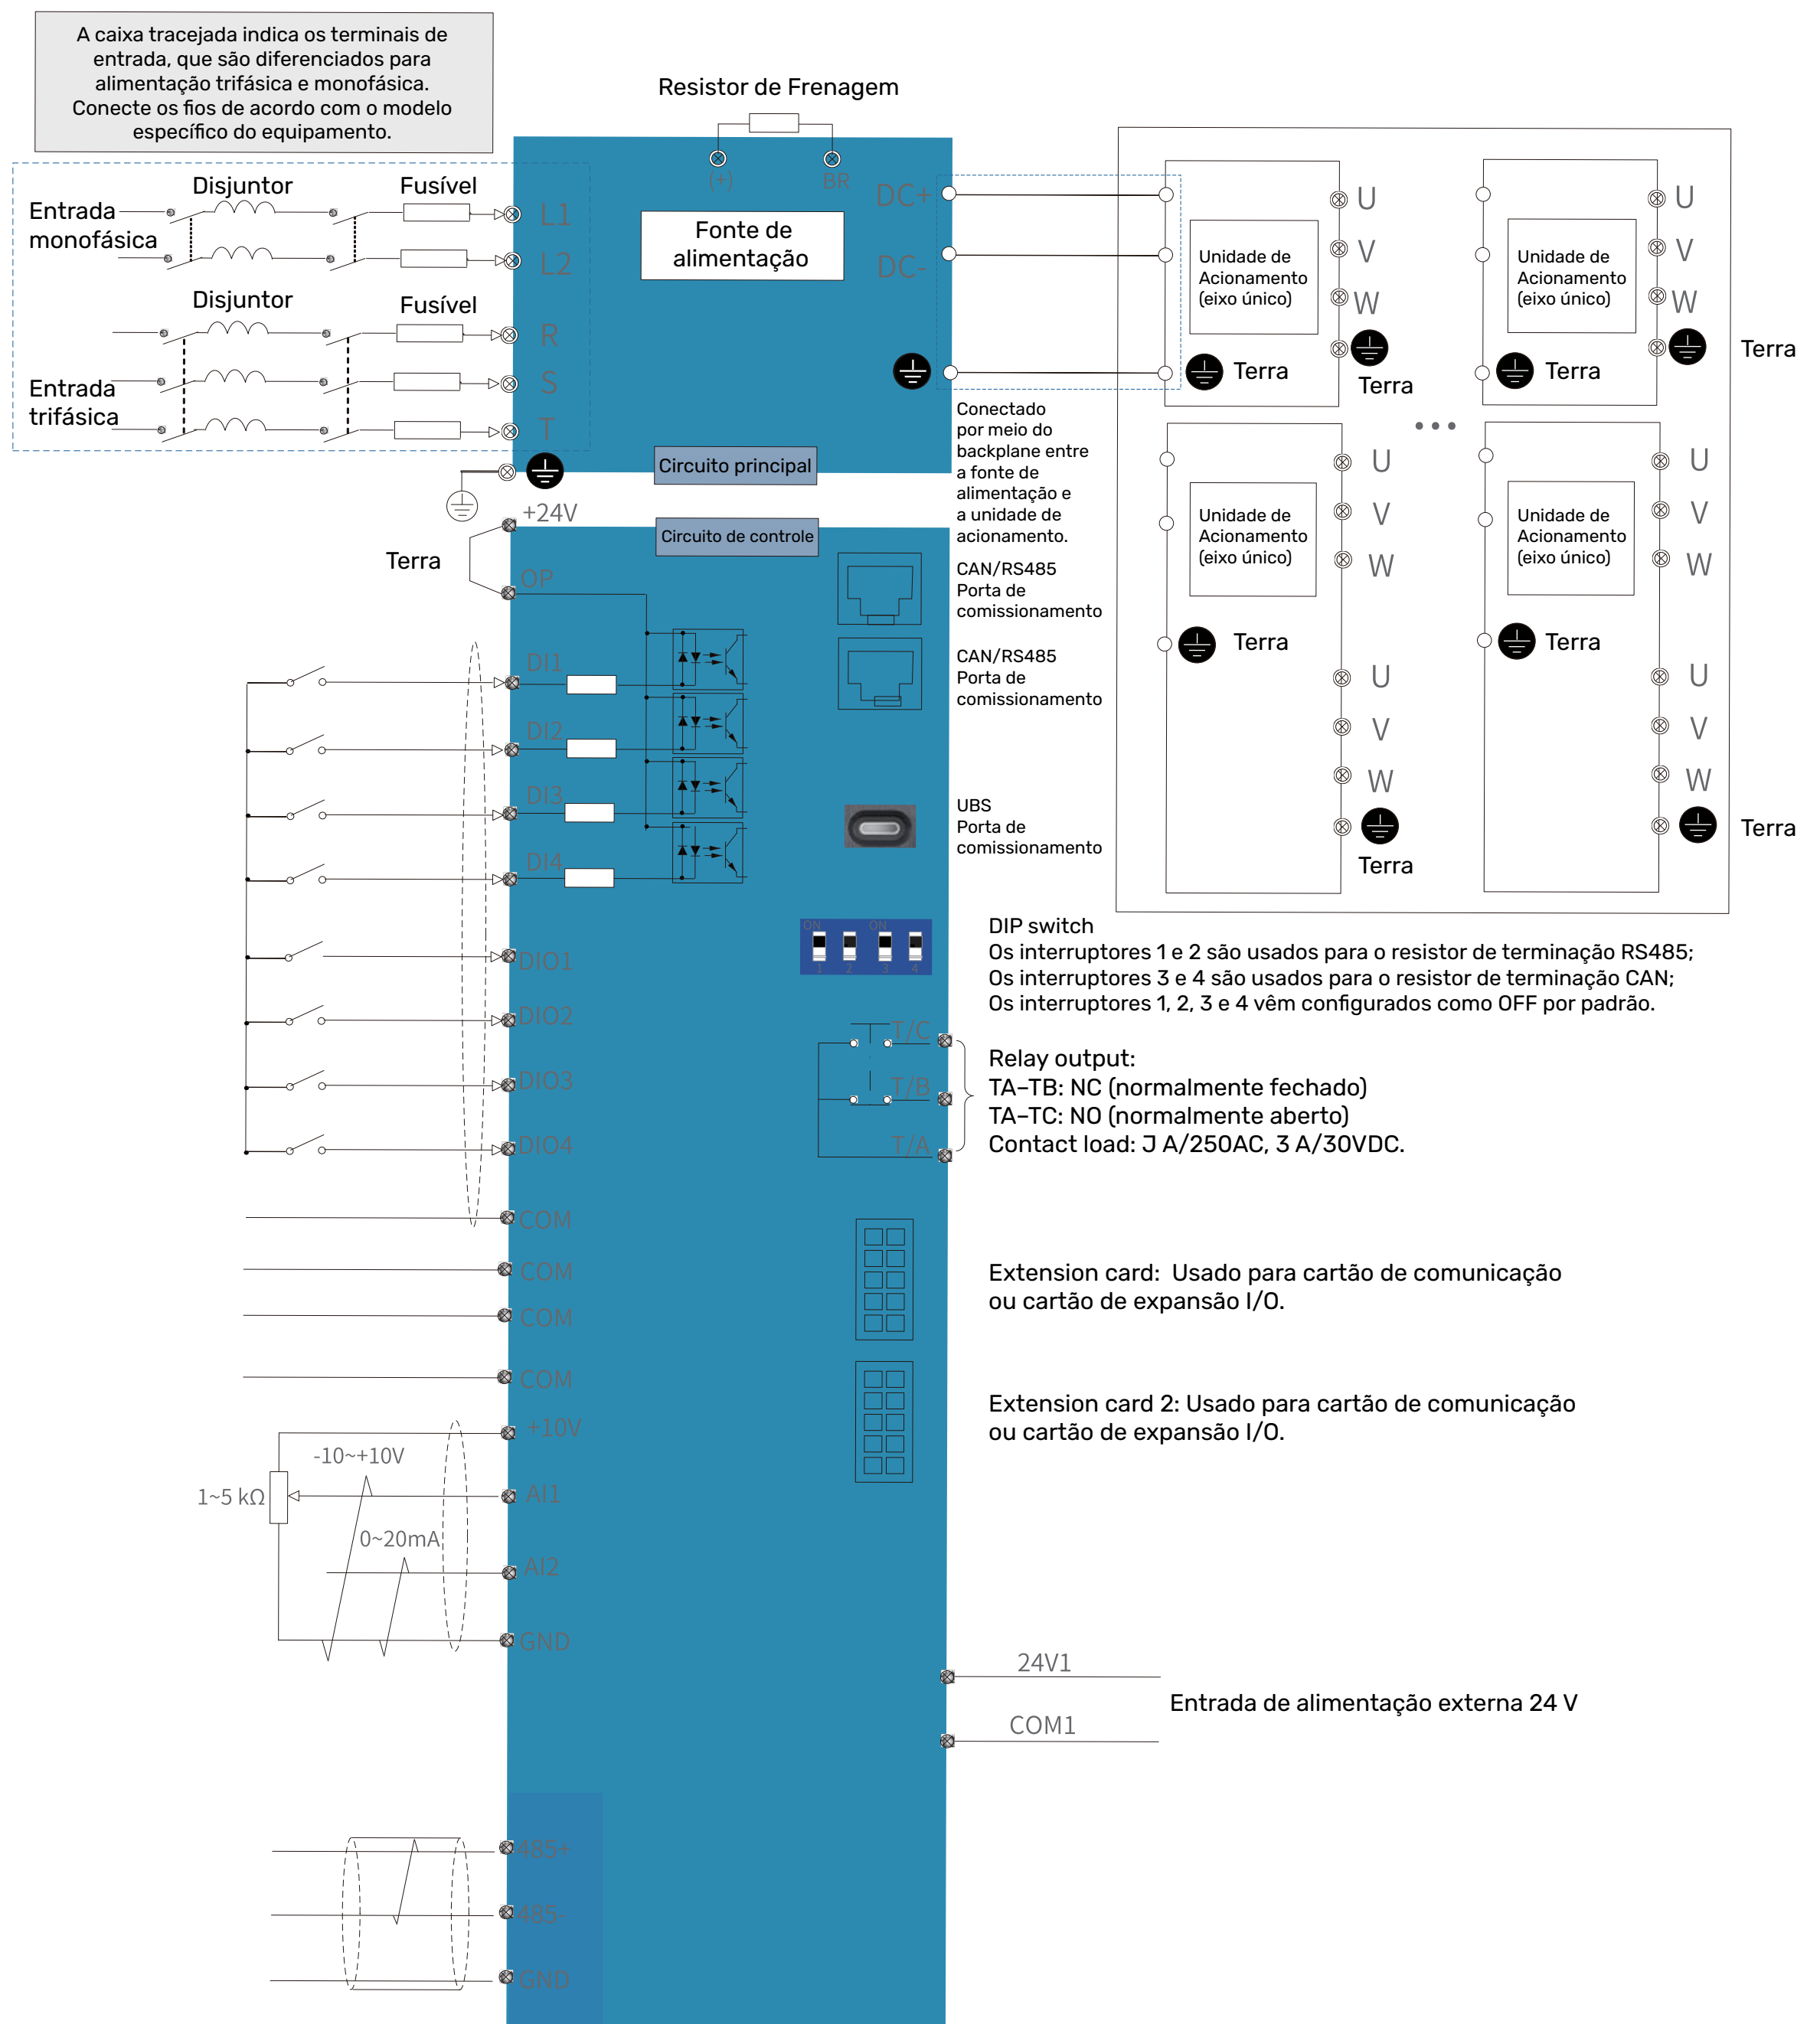 A caixa tracejada indica os terminais de
entrada, que são diferenciados para
alimentação trifásica e monofásica.
Conecte os fios de acordo com o modelo
específico do equipamento.
Resistor de Frenagem
(+)
BR
Disjuntor
Fusível
Entrada
monofásica
L1
L2
Disjuntor
Fusível
R
S
T
Entrada
trifásica
Fonte de
alimentação
DC+
DC-
Circuito principal
Conectado
por meio do
backplane entre
a fonte de
alimentação e
a unidade de
acionamento.
Unidade de
Acionamento
(eixo único)
U
V
W
Terra
Terra
Unidade de
Acionamento
(eixo único)
U
V
W
Terra
Terra
Unidade de
Acionamento
(eixo único)
U
V
W
Terra
U
V
W
Terra
Unidade de
Acionamento
(eixo único)
U
V
W
Terra
U
V
W
Terra
+24V
Terra
OP
Circuito de controle
CAN/RS485
Porta de
comissionamento
CAN/RS485
Porta de
comissionamento
UBS
Porta de
comissionamento
DI1
DI2
DI3
DI4
DIO1
DIO2
DIO3
DIO4
ON
ON
1
2
3
4
DIP switch
Os interruptores 1 e 2 são usados para o resistor de terminação RS485;
Os interruptores 3 e 4 são usados para o resistor de terminação CAN;
Os interruptores 1, 2, 3 e 4 vêm configurados como OFF por padrão.
T/C
T/B
T/A
Relay output:
TA–TB: NC (normalmente fechado)
TA–TC: NO (normalmente aberto)
Contact load: J A/250AC, 3 A/30VDC.
COM
COM
COM
COM
Extension card: Usado para cartão de comunicação
ou cartão de expansão I/O.
Extension card 2: Usado para cartão de comunicação
ou cartão de expansão I/O.
+10V
-10~+10V
1~5 kΩ
AI1
0~20mA
AI2
GND
24V1
Entrada de alimentação externa 24 V
COM1
485+
485-
GND